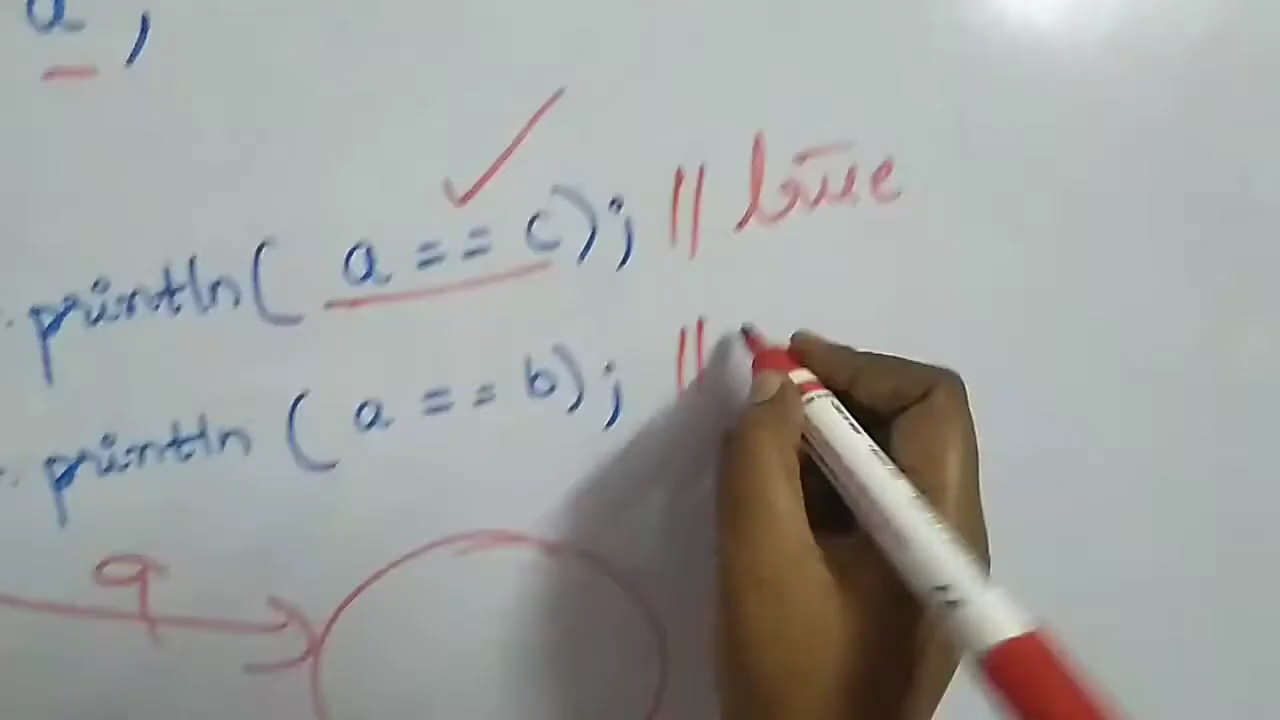 a ,
println( a == c); // true
println ( a == b); //
a